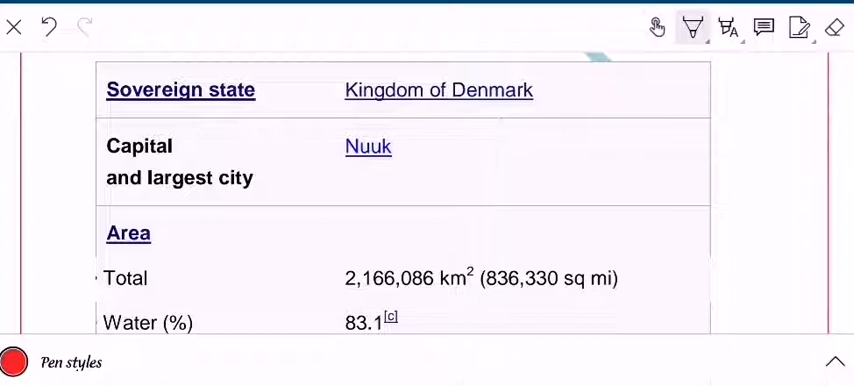 Sovereign state Kingdom of Denmark
Capital Nuuk
and largest city
Area
· Total 2,166,086 km² (836,330 sq mi)
· Water (%) 83.1[c]
Pen styles